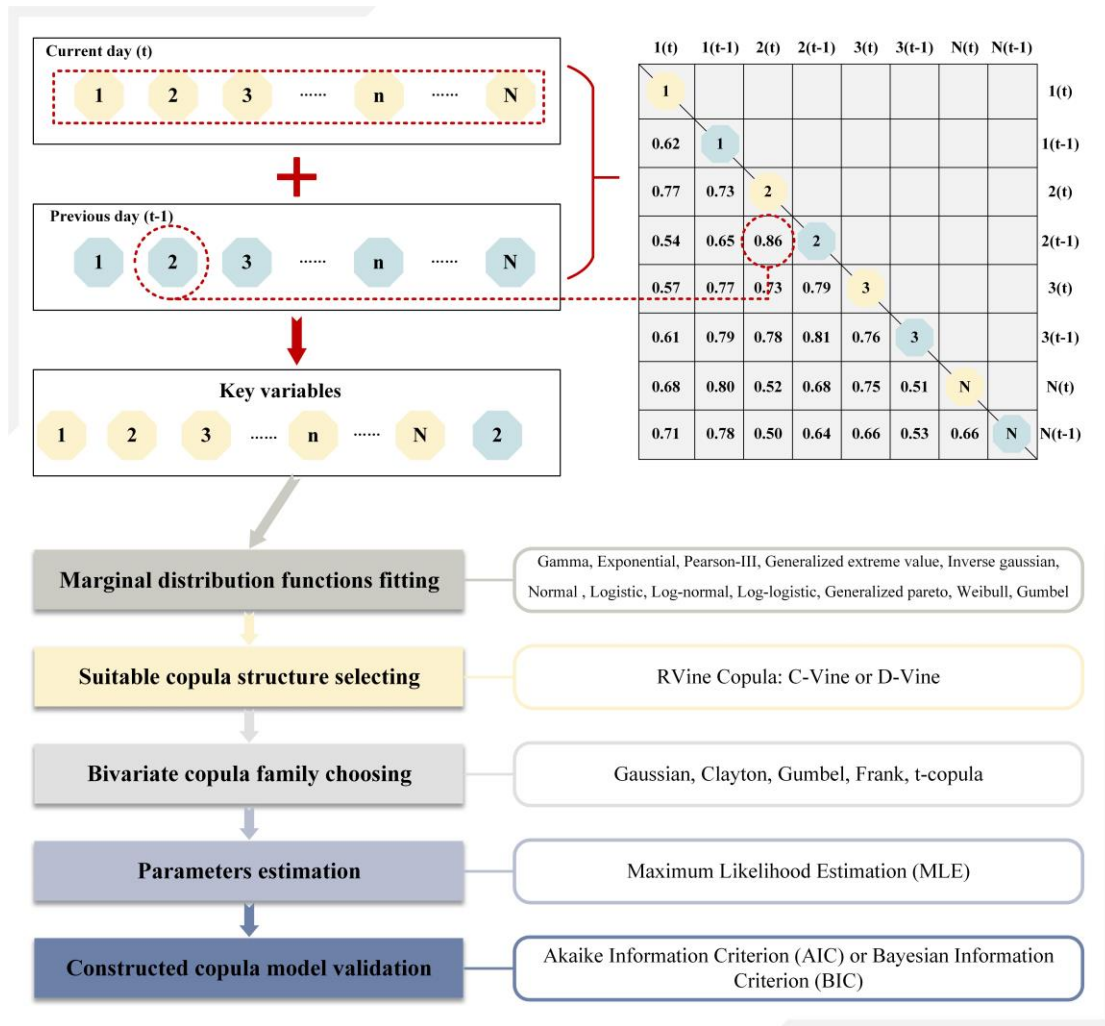 Current day (t)
1 2 3 ...... n ...... N
Previous day (t-1)
1 2 3 ...... n ...... N
Key variables
1 2 3 ...... n ...... N 2
1(t) 1(t-1) 2(t) 2(t-1) 3(t) 3(t-1) N(t) N(t-1)
1 1(t)
0.62 1 1(t-1)
0.77 0.73 2 2(t)
0.54 0.65 0.86 2 2(t-1)
0.57 0.77 0.73 0.79 3 3(t)
0.61 0.79 0.78 0.81 0.76 3 3(t-1)
0.68 0.80 0.52 0.68 0.75 0.51 N N(t)
0.71 0.78 0.50 0.64 0.66 0.53 0.66 N N(t-1)
Marginal distribution functions fitting
Gamma, Exponential, Pearson-III, Generalized extreme value, Inverse gaussian,
Normal , Logistic, Log-normal, Log-logistic, Generalized pareto, Weibull, Gumbel
Suitable copula structure selecting
RVine Copula: C-Vine or D-Vine
Bivariate copula family choosing
Gaussian, Clayton, Gumbel, Frank, t-copula
Parameters estimation
Maximum Likelihood Estimation (MLE)
Constructed copula model validation
Akaike Information Criterion (AIC) or Bayesian Information
Criterion (BIC)